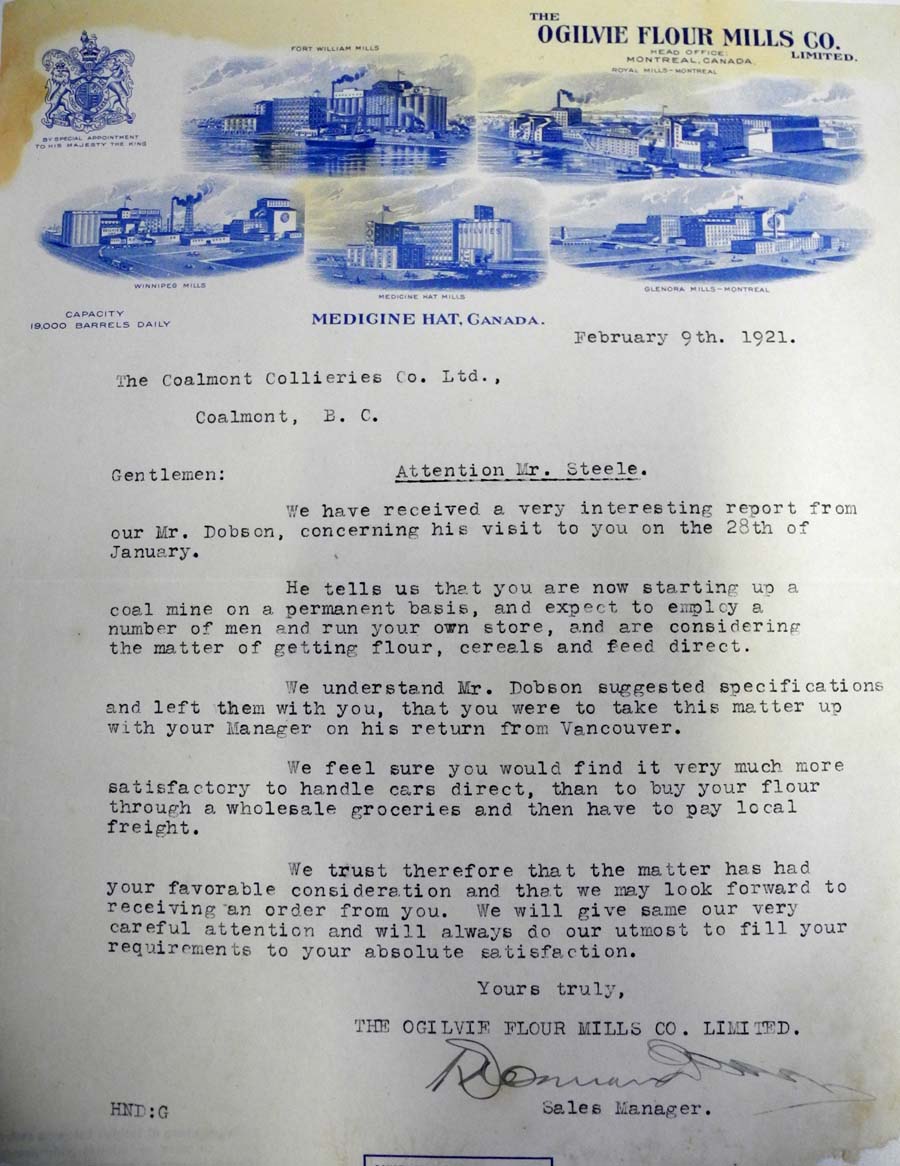 THE
OGILVIE FLOUR MILLS CO.
LIMITED.
HEAD OFFICE:
MONTREAL, CANADA.
FORT WILLIAM MILLS
ROYAL MILLS-MONTREAL
BY SPECIAL APPOINTMENT
TO HIS MAJESTY THE KING
WINNIPEG MILLS
MEDICINE HAT MILLS
GLENORA MILLS-MONTREAL
CAPACITY
19,000 BARRELS DAILY
MEDICINE HAT, CANADA.
February 9th. 1921.
The Coalmont Collieries Co. Ltd.,
Coalmont, B. C.
Gentlemen: Attention Mr. Steele.
We have received a very interesting report from
our Mr. Dobson, concerning his visit to you on the 28th of
January.
He tells us that you are now starting up a
coal mine on a permanent basis, and expect to employ a
number of men and run your own store, and are considering
the matter of getting flour, cereals and feed direct.
We understand Mr. Dobson suggested specifications
and left them with you, that you were to take this matter up
with your Manager on his return from Vancouver.
We feel sure you would find it very much more
satisfactory to handle cars direct, than to buy your flour
through a wholesale groceries and then have to pay local
freight.
We trust therefore that the matter has had
your favorable consideration and that we may look forward to
receiving an order from you. We will give same our very
careful attention and will always do our utmost to fill your
requirements to your absolute satisfaction.
Yours truly,
THE OGILVIE FLOUR MILLS CO. LIMITED.
HND:G Sales Manager.